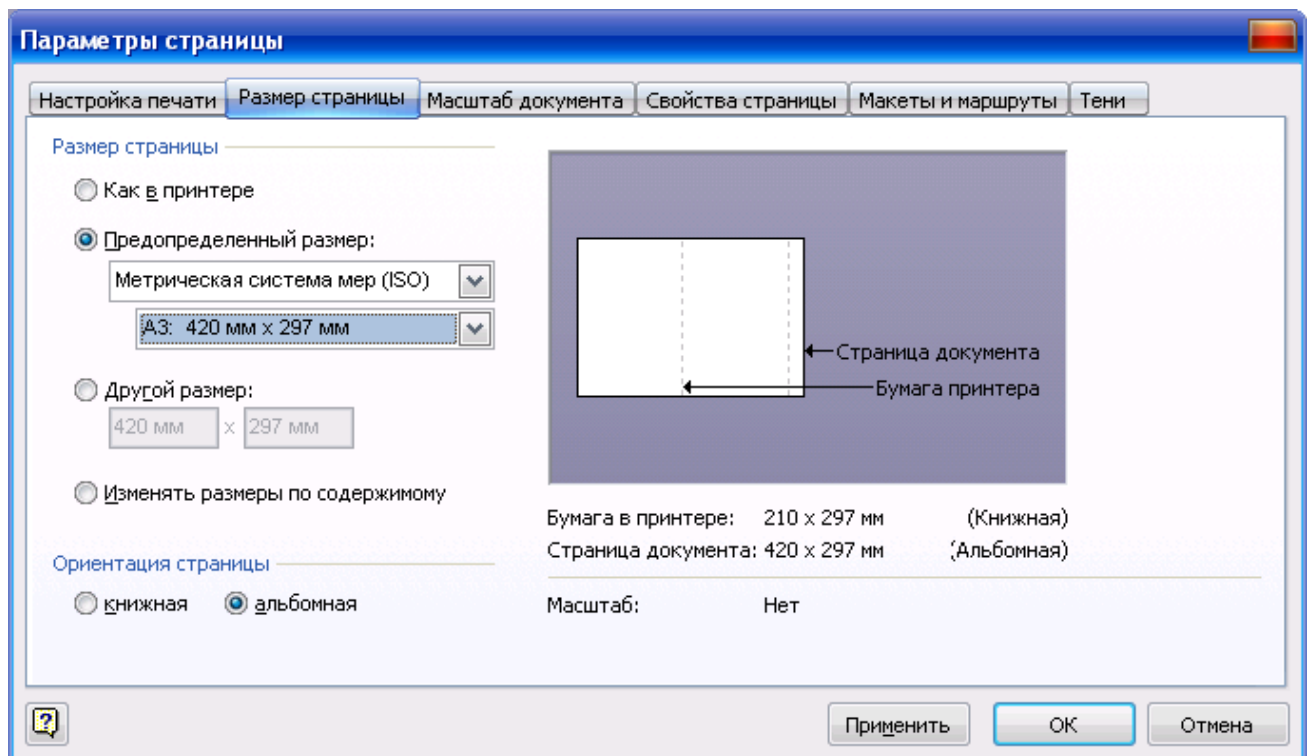 Параметры страницы
Настройка печати Размер страницы Масштаб документа Свойства страницы Макеты и маршруты Тени
Размер страницы
Как в принтере
Предопределенный размер:
Метрическая система мер (ISO)
A3: 420 мм x 297 мм
Другой размер:
420 мм x 297 мм
Изменять размеры по содержимому
Ориентация страницы
книжная альбомная
Страница документа
Бумага принтера
Бумага в принтере: 210 x 297 мм (Книжная)
Страница документа: 420 x 297 мм (Альбомная)
Масштаб: Нет
?
Применить ОК Отмена